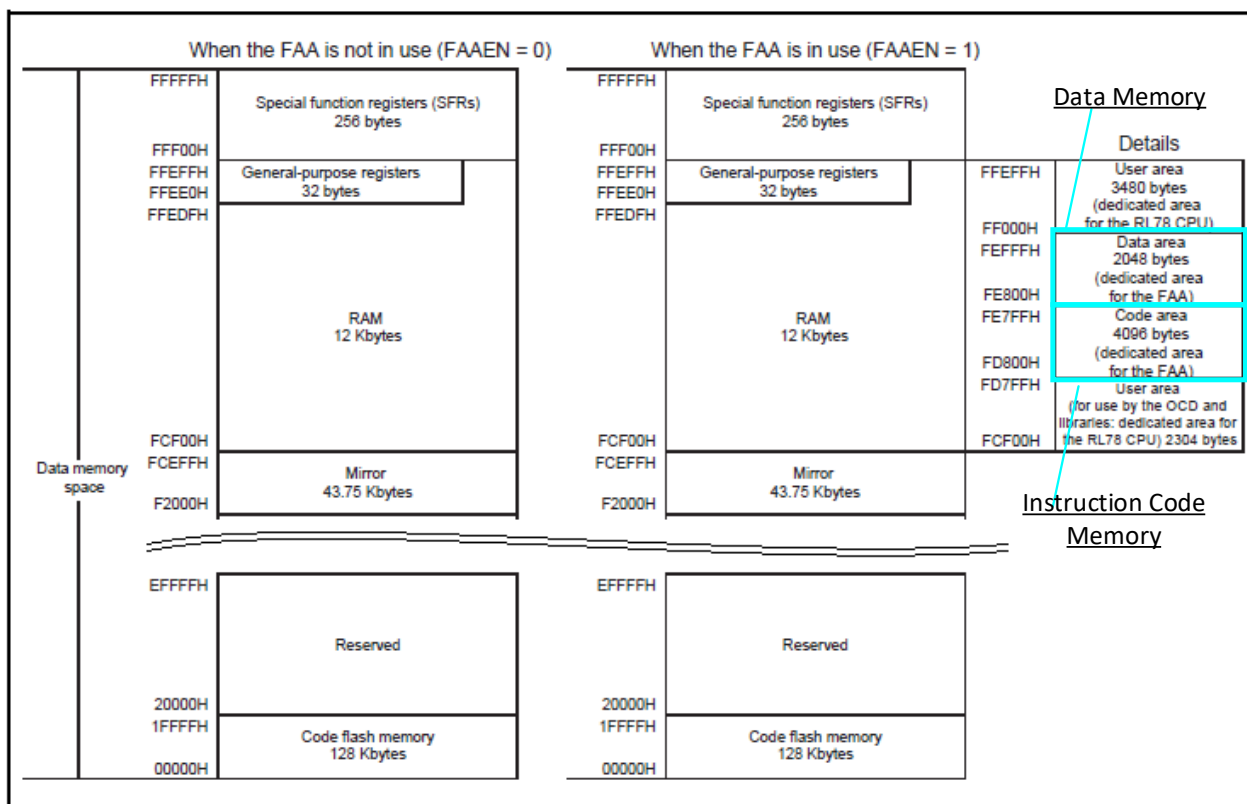 When the FAA is not in use (FAAEN = 0)
When the FAA is in use (FAAEN = 1)
Data Memory
Details
Data memory
space
FFFFFH
Special function registers (SFRs)
256 bytes
FFF00H
FFEFFH
General-purpose registers
32 bytes
FFEE0H
FFEDFH
RAM
12 Kbytes
FCF00H
FCEFFH
Mirror
43.75 Kbytes
F2000H
EFFFFH
Reserved
20000H
1FFFFH
Code flash memory
128 Kbytes
00000H
FFFFFH
Special function registers (SFRs)
256 bytes
FFF00H
FFEFFH
General-purpose registers
32 bytes
FFEE0H
FFEDFH
RAM
12 Kbytes
FCF00H
FCEFFH
Mirror
43.75 Kbytes
F2000H
EFFFFH
Reserved
20000H
1FFFFH
Code flash memory
128 Kbytes
00000H
FFEFFH
User area
3480 bytes
(dedicated area
for the RL78 CPU)
FF000H
FEFFFH
Data area
2048 bytes
(dedicated area
for the FAA)
FE800H
FE7FFH
Code area
4096 bytes
(dedicated area
for the FAA)
FD800H
FD7FFH
User area
(for use by the OCD and
libraries: dedicated area for
the RL78 CPU) 2304 bytes
FCF00H
Instruction Code
Memory